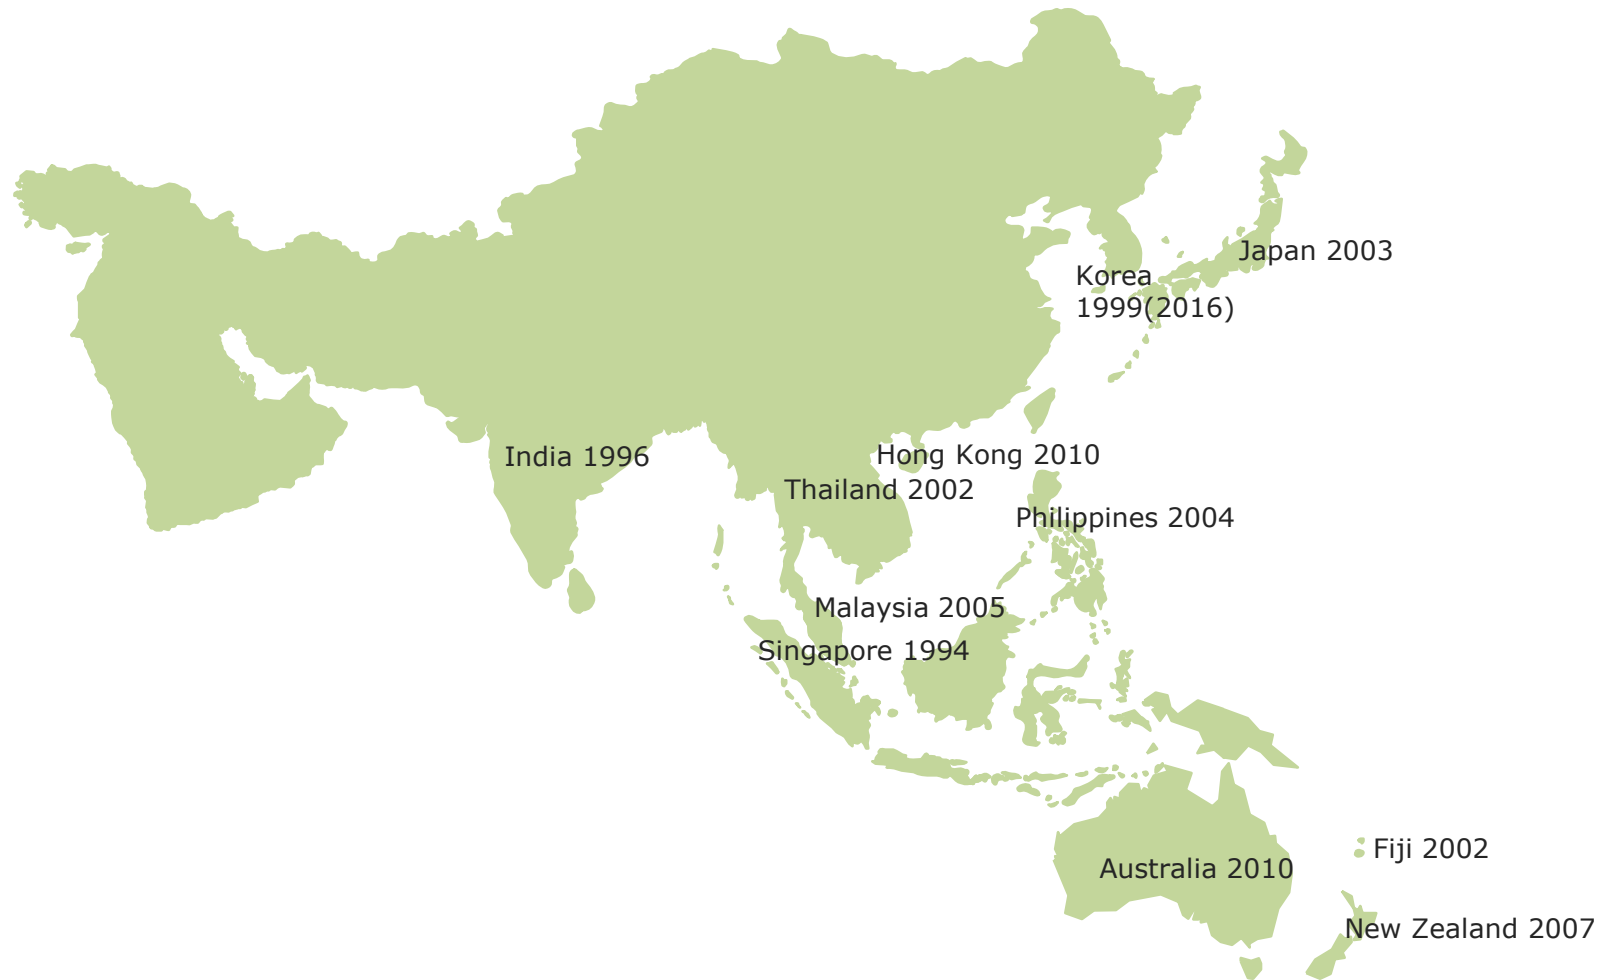 Japan 2003
Korea
1999(2016)
India 1996
Hong Kong 2010
Thailand 2002
Philippines 2004
Malaysia 2005
Singapore 1994
Fiji 2002
Australia 2010
New Zealand 2007